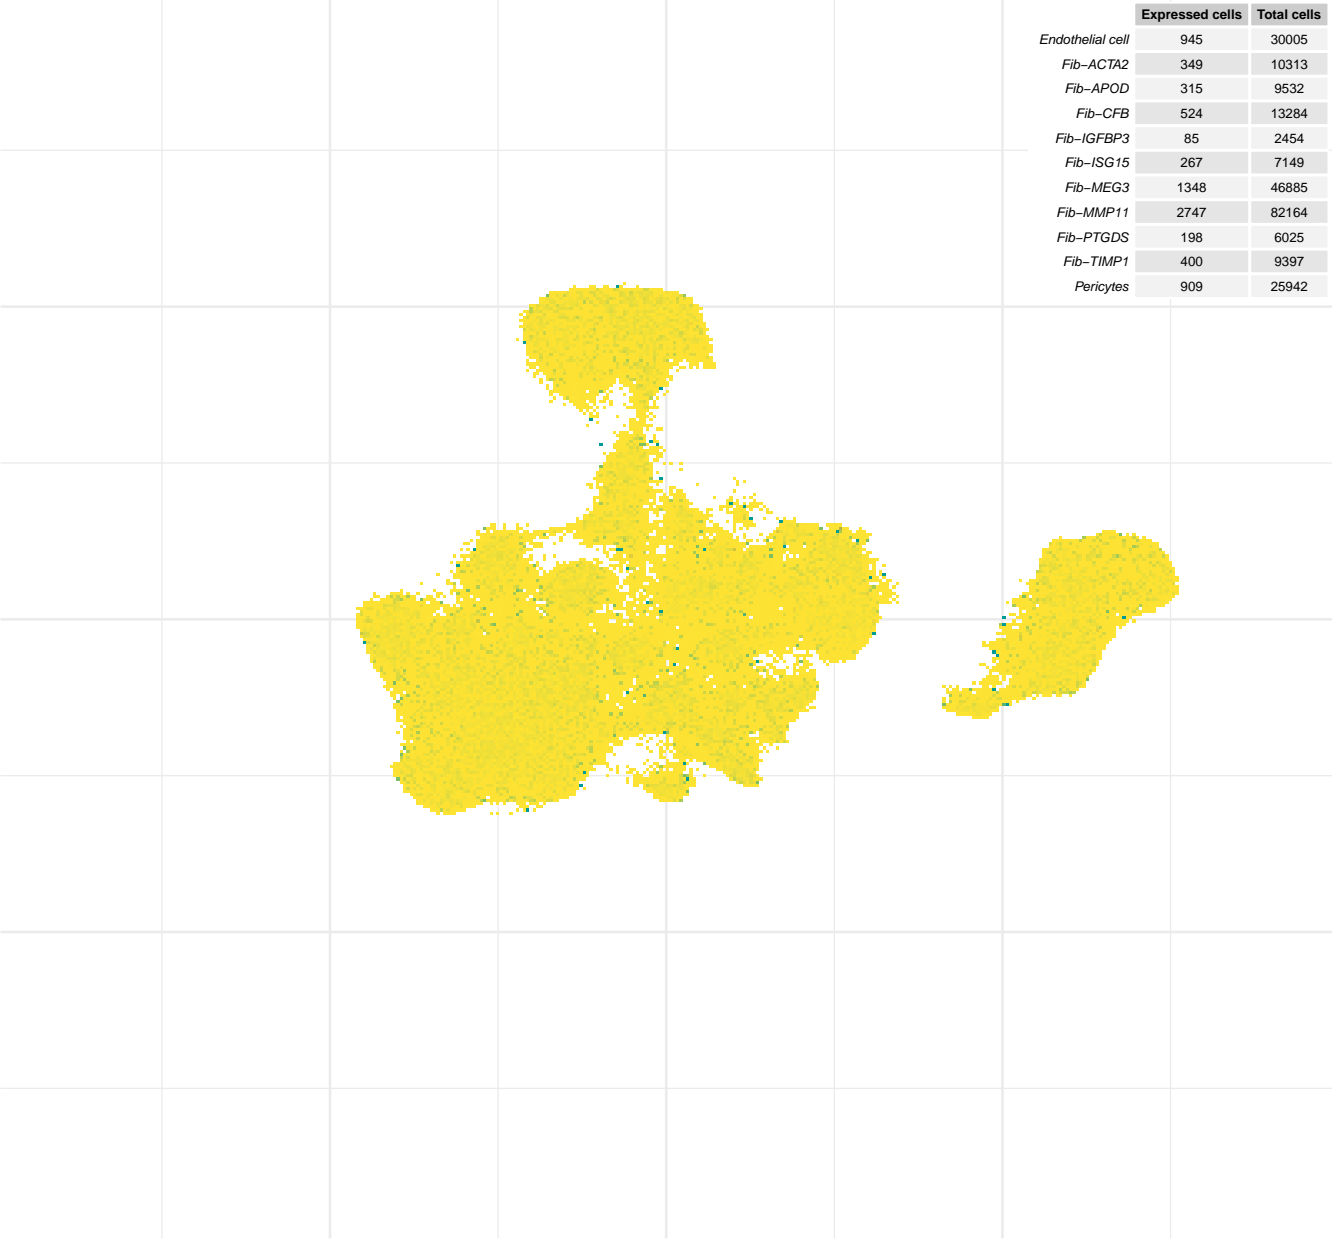 Expressed cells Total cells
Endothelial cell 945 30005
Fib−ACTA2 349 10313
Fib−APOD 315 9532
Fib−CFB 524 13284
Fib−IGFBP3 85 2454
Fib−ISG15 267 7149
Fib−MEG3 1348 46885
Fib−MMP11 2747 82164
Fib−PTGDS 198 6025
Fib−TIMP1 400 9397
Pericytes 909 25942